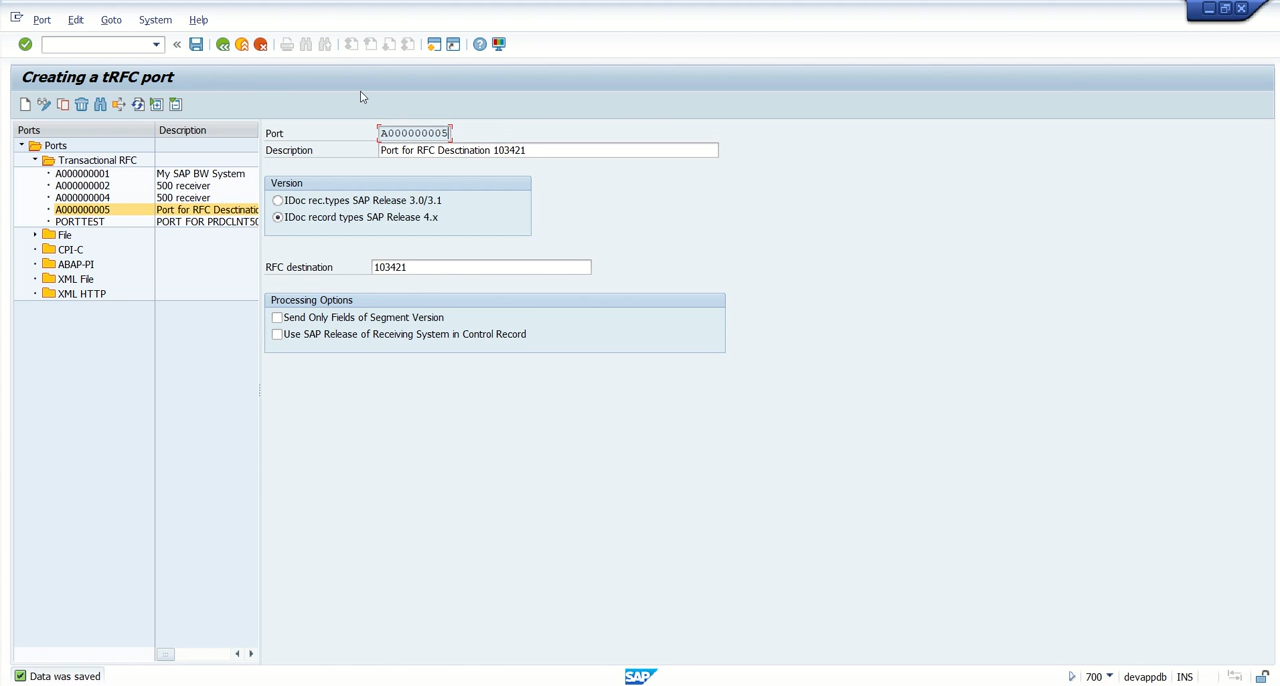 Port Edit Goto System Help
Creating a tRFC port
Ports Description
Ports
Transactional RFC
A000000001 My SAP BW System
A000000002 500 receiver
A000000004 500 receiver
A000000005 Port for RFC Desctinatio
PORTTEST PORT FOR PRDCLNT50
File
CPI-C
ABAP-PI
XML File
XML HTTP
Port A000000005
Description Port for RFC Desctination 103421
Version
IDoc rec.types SAP Release 3.0/3.1
IDoc record types SAP Release 4.x
RFC destination 103421
Processing Options
Send Only Fields of Segment Version
Use SAP Release of Receiving System in Control Record
Data was saved
SAP
700 devappdb INS